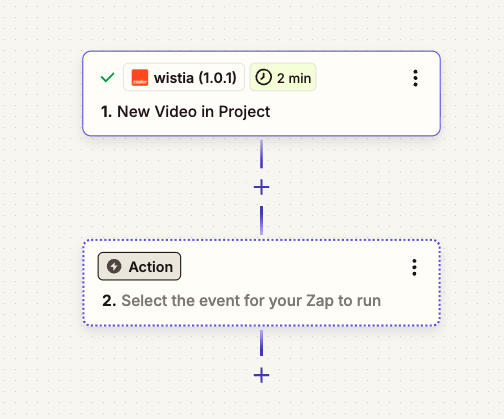 wistia (1.0.1) 2 min
1. New Video in Project
Action
2. Select the event for your Zap to run